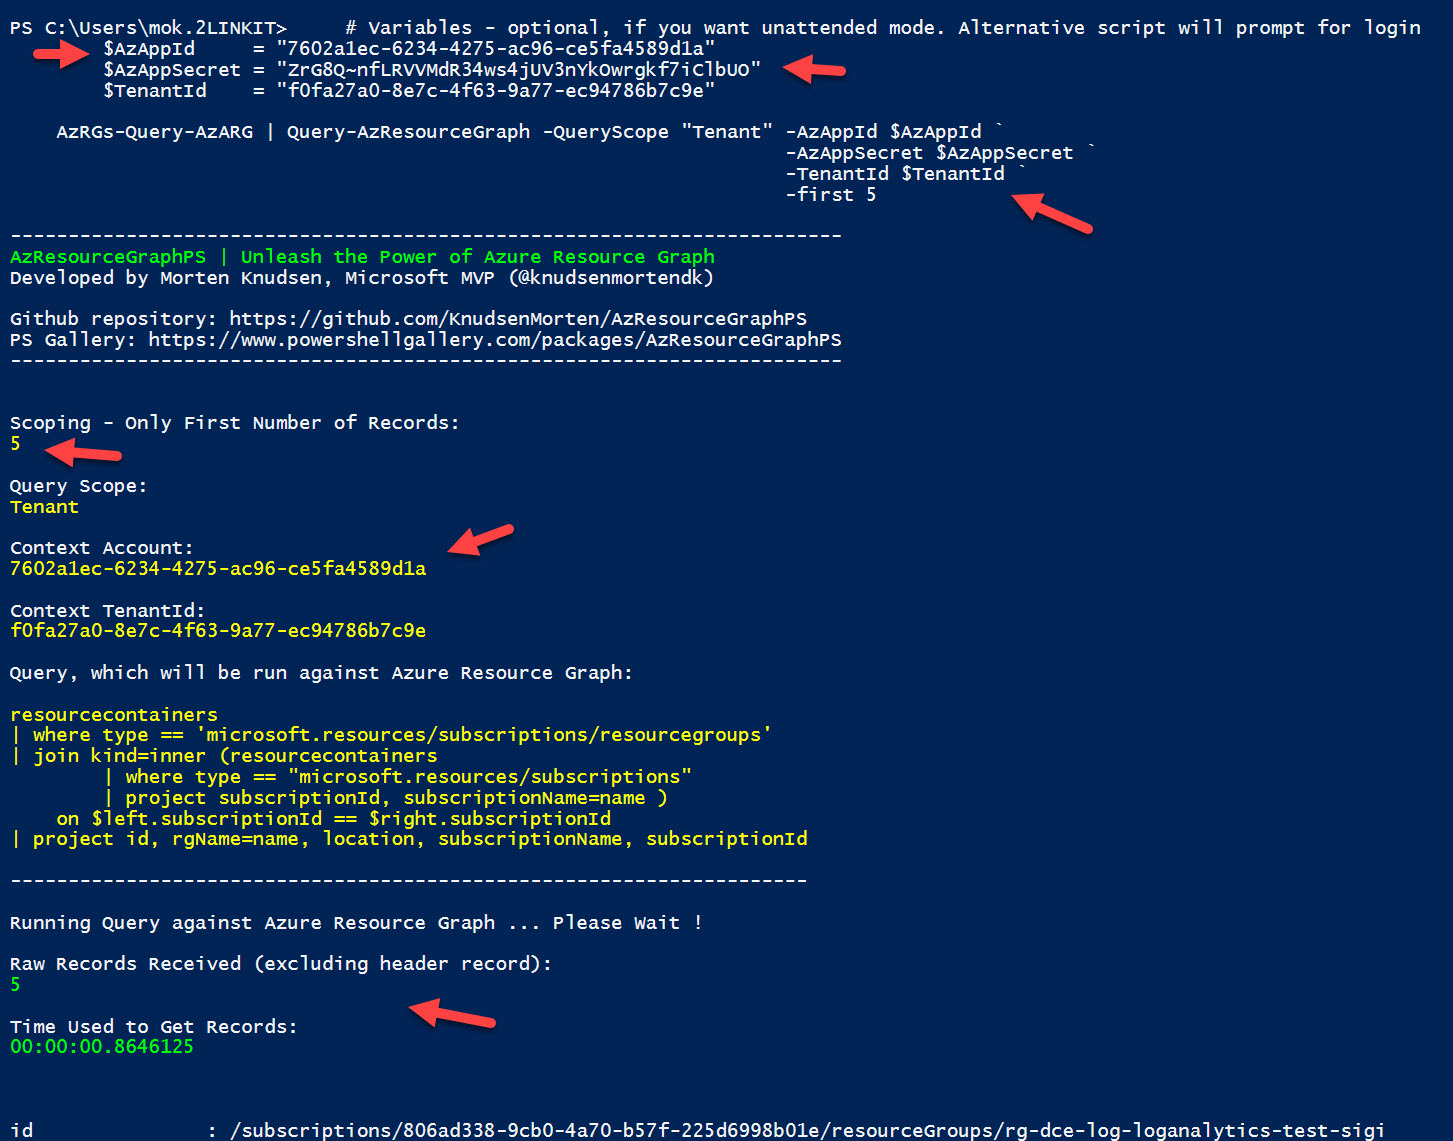 PS C:\Users\mok.2LINKIT>     # Variables - optional, if you want unattended mode. Alternative script will prompt for login
$AzAppId     = "7602a1ec-6234-4275-ac96-ce5fa4589d1a"
$AzAppSecret = "ZrG8Q~nfLRVVMdR34ws4jUV3nYkOwrgkf7iClbUO"
$TenantId    = "f0fa27a0-8e7c-4f63-9a77-ec94786b7c9e"
AzRGs-Query-AzARG | Query-AzResourceGraph -QueryScope "Tenant" -AzAppId $AzAppId `
-AzAppSecret $AzAppSecret `
-TenantId $TenantId `
-first 5
------------------------------------------------------------------------
AzResourceGraphPS | Unleash the Power of Azure Resource Graph
Developed by Morten Knudsen, Microsoft MVP (@knudsenmortendk)
Github repository: https://github.com/KnudsenMorten/AzResourceGraphPS
PS Gallery: https://www.powershellgallery.com/packages/AzResourceGraphPS
------------------------------------------------------------------------
Scoping - Only First Number of Records:
5
Query Scope:
Tenant
Context Account:
7602a1ec-6234-4275-ac96-ce5fa4589d1a
Context TenantId:
f0fa27a0-8e7c-4f63-9a77-ec94786b7c9e
Query, which will be run against Azure Resource Graph:
resourcecontainers
| where type == 'microsoft.resources/subscriptions/resourcegroups'
| join kind=inner (resourcecontainers
| where type == "microsoft.resources/subscriptions"
| project subscriptionId, subscriptionName=name )
on $left.subscriptionId == $right.subscriptionId
| project id, rgName=name, location, subscriptionName, subscriptionId
---------------------------------------------------------------------
Running Query against Azure Resource Graph ... Please Wait !
Raw Records Received (excluding header record):
5
Time Used to Get Records:
00:00:00.8646125
id               : /subscriptions/806ad338-9cb0-4a70-b57f-225d6998b01e/resourceGroups/rg-dce-log-loganalytics-test-sigi